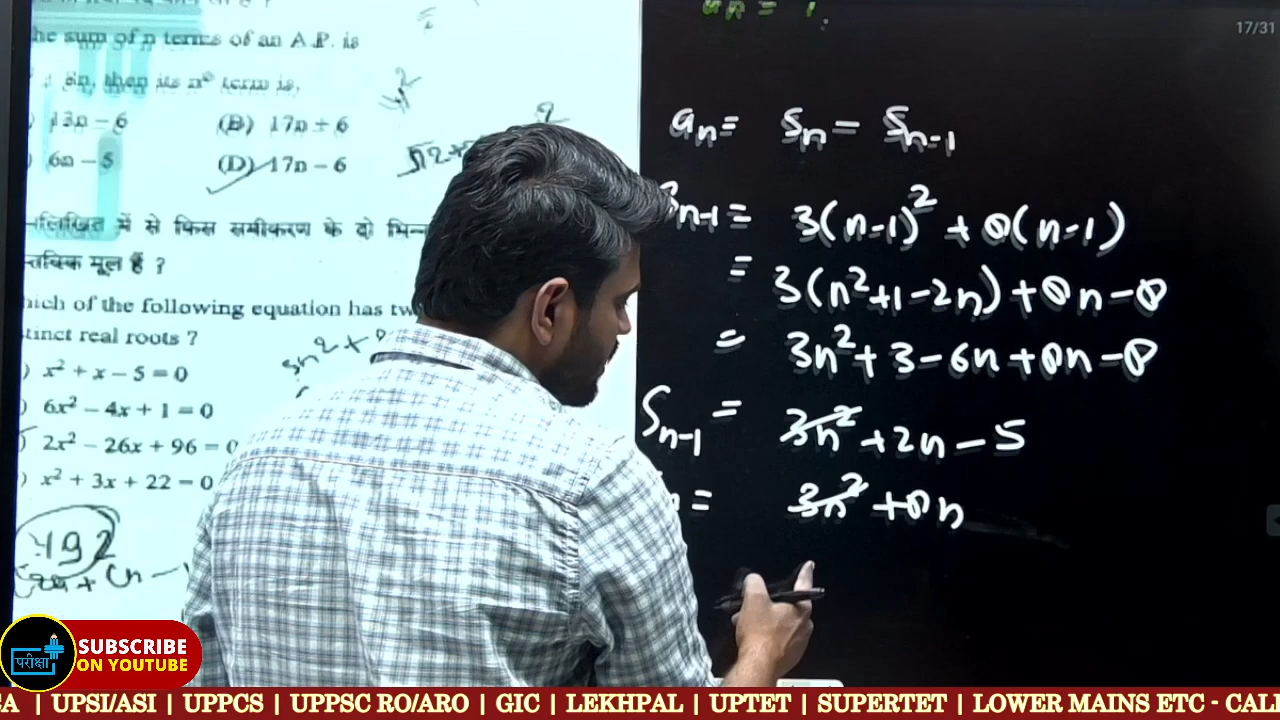 he sum of n terms of an A.P. is
8n, then its nth term is,
13n – 6 (B) 17n + 6
6n – 5 (D) 17n – 6
में से किस समीकरण के दो
मूल हैं ?
of the following equation has
tinct real roots ?
x² + x – 5 = 0
6x² – 4x + 1 = 0
2x² – 26x + 96 = 0
x² + 3x + 22 = 0
492
3n² +
17/31
an = Sn – Sn-1
Sn-1 = 3(n-1)² + 8(n-1)
= 3(n²+1-2n) + 8n - 8
= 3n² + 3 - 6n + 8n - 8
Sn-1 = 3n² + 2n - 5
= 3n² + 8n
परीक्षा
SUBSCRIBE
ON YOUTUBE
CA | UPSI/ASI | UPPCS | UPPSC RO/ARO | GIC | LEKHPAL | UPTET | SUPERTET | LOWER MAINS ETC - CAL